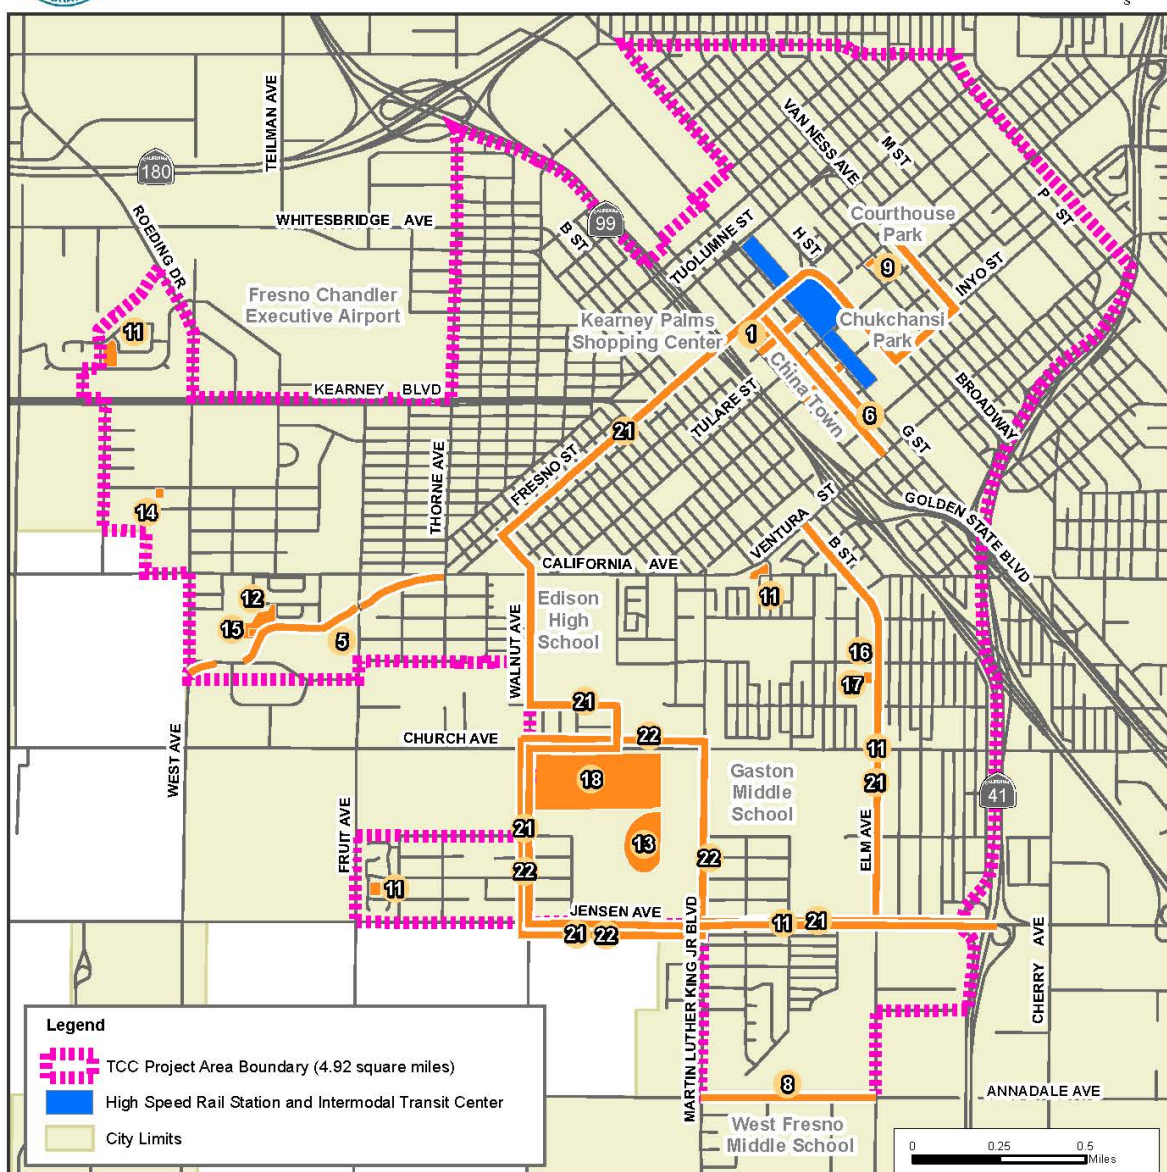 S
TEILMAN AVE
VAN NESS AVE
M ST
CALIFORNIA
180
P ST
ROEDING DR
WHITESBRIDGE AVE
CALIFORNIA
99
B ST
TUOLUMNE ST
H ST
Courthouse
Park
9
INYO ST
Fresno Chandler
Executive Airport
11
Kearney Palms
Shopping Center
1
Chukchansi
Park
China Town
KEARNEY BLVD
TULARE ST
6
BROADWAY
G ST
21
FRESNO ST
THORNE AVE
14
VENTURA ST
B ST.
GOLDEN STATE BLVD
CALIFORNIA AVE
12
11
15
5
Edison
High
School
WALNUT AVE
16
17
21
CHURCH AVE
22
11
WEST AVE
18
Gaston
Middle
School
21
CALIFORNIA
41
FRUIT AVE
21
13
ELM AVE
22
22
11
JENSEN AVE
11
21
21
22
MARTIN LUTHER KING JR BLVD
CHERRY AVE
Legend
TCC Project Area Boundary (4.92 square miles)
High Speed Rail Station and Intermodal Transit Center
City Limits
8
ANNADALE AVE
West Fresno
Middle School
0 0.25 0.5
Miles